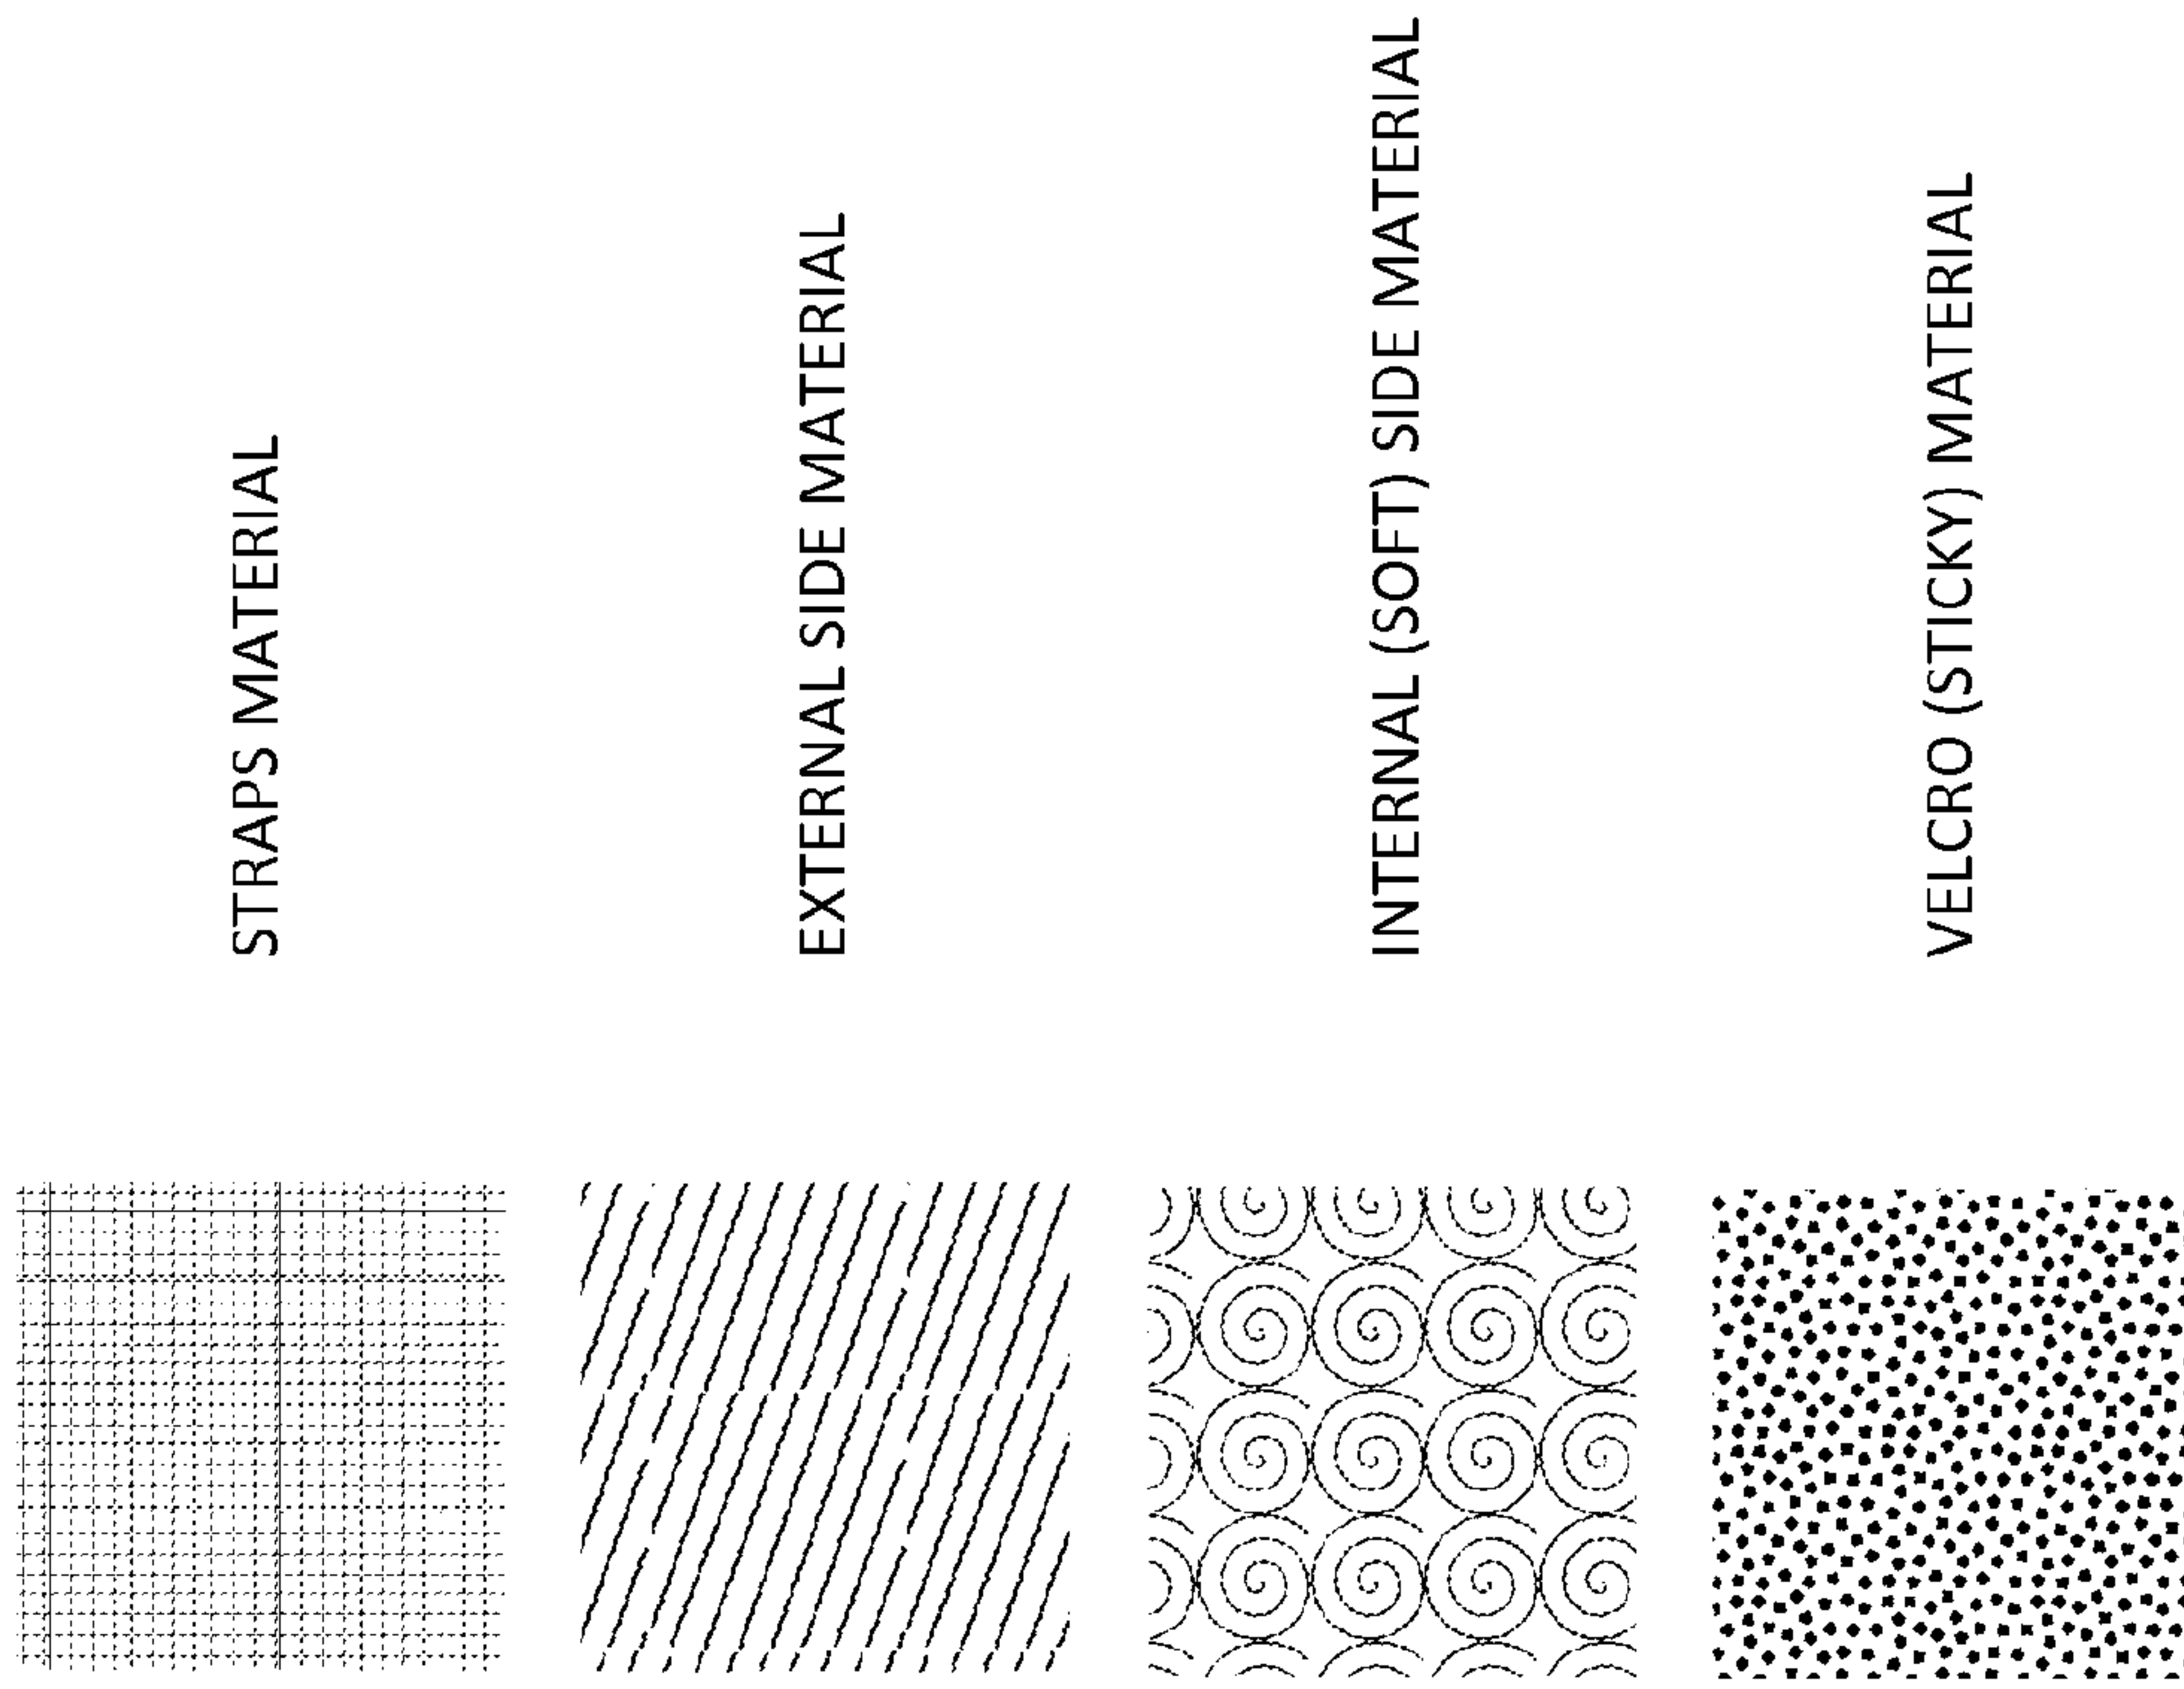 STRAPS MATERIAL
EXTERNAL SIDE MATERIAL
INTERNAL (SOFT) SIDE MATERIAL
VELCRO (STICKY) MATERIAL